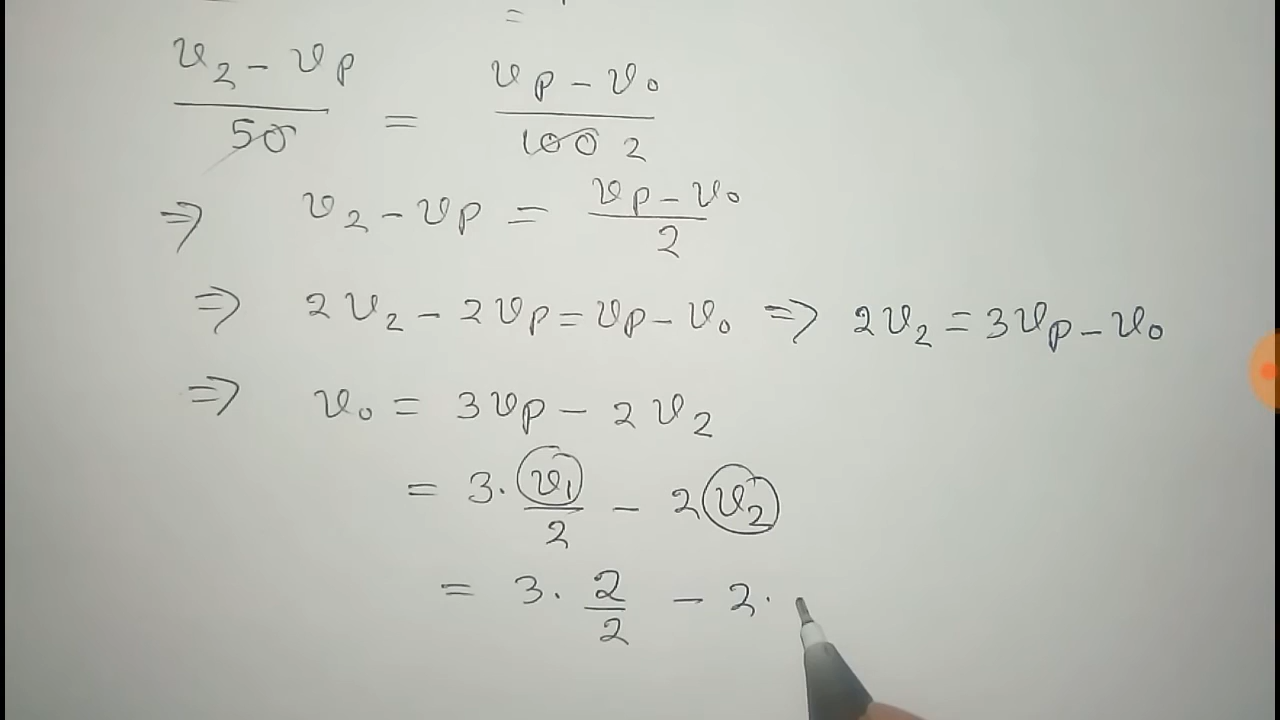 =
v₂ - vp / 50 = vp - v₀ / 100 2
⇒ v₂ - vp = vp - v₀ / 2
⇒ 2v₂ - 2vp = vp - v₀ ⇒ 2v₂ = 3vp - v₀
⇒ v₀ = 3vp - 2v₂
= 3. v₁ / 2 - 2 v₂
= 3. 2 / 2 - 2.